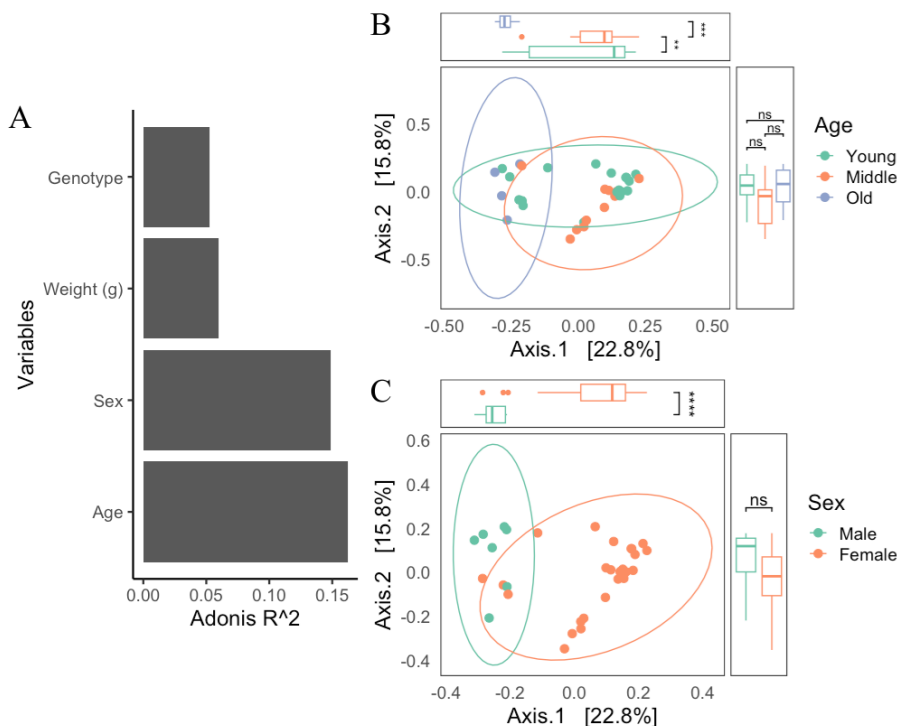 A
Variables
Genotype
Weight (g)
Sex
Age
0.00
0.05
0.10
0.15
Adonis R^2
B
***
**
Axis.2 [15.8%]
0.5
0.0
-0.5
-0.50
-0.25
0.00
0.25
0.50
Axis.1 [22.8%]
ns
ns
ns
Age
Young
Middle
Old
C
****
Axis.2 [15.8%]
0.6
0.4
0.2
0.0
-0.2
-0.4
-0.4
-0.2
0.0
0.2
0.4
Axis.1 [22.8%]
ns
Sex
Male
Female